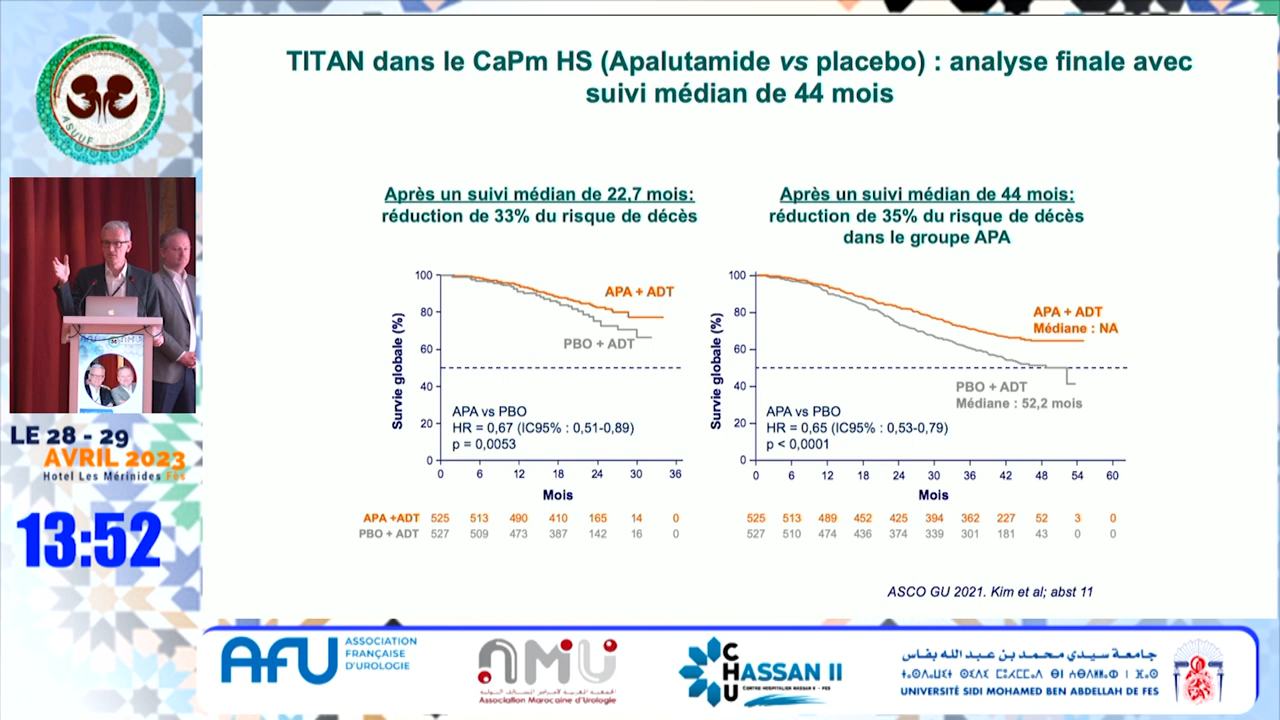 TITAN dans le CaPm HS (Apalutamide vs placebo) : analyse finale avec
suivi médian de 44 mois
Après un suivi médian de 22,7 mois:
réduction de 33% du risque de décès
Après un suivi médian de 44 mois:
réduction de 35% du risque de décès
dans le groupe APA
Survie globale (%)
100
80
60
40
20
0
APA + ADT
PBO + ADT
APA vs PBO
HR = 0,67 (IC95% : 0,51-0,89)
p = 0,0053
0 6 12 18 24 30 36
Mois
APA +ADT 525 513 490 410 165 14 0
PBO + ADT 527 509 473 387 142 16 0
Survie globale (%)
100
80
60
40
20
0
APA + ADT
Médiane : NA
PBO + ADT
Médiane : 52,2 mois
APA vs PBO
HR = 0,65 (IC95% : 0,53-0,79)
p < 0,0001
0 6 12 18 24 30 36 42 48 54 60
Mois
525 513 489 452 425 394 362 227 52 3 0
527 510 474 436 374 339 301 181 43 0 0
ASCO GU 2021. Kim et al; abst 11
ASUUF
LE 28 - 29
AVRIL 2023
Hotel Les Mérinides Fes
13:52
AFU
ASSOCIATION
FRANÇAISE
D'UROLOGIE
AMU
Association Marocaine d'Urologie
CHU
HASSAN II
CENTRE HOSPITALIER HASSAN II - FES
جامعة سيدي محمد بن عبد الله بفاس
UNIVERSITÉ SIDI MOHAMED BEN ABDELLAH DE FES